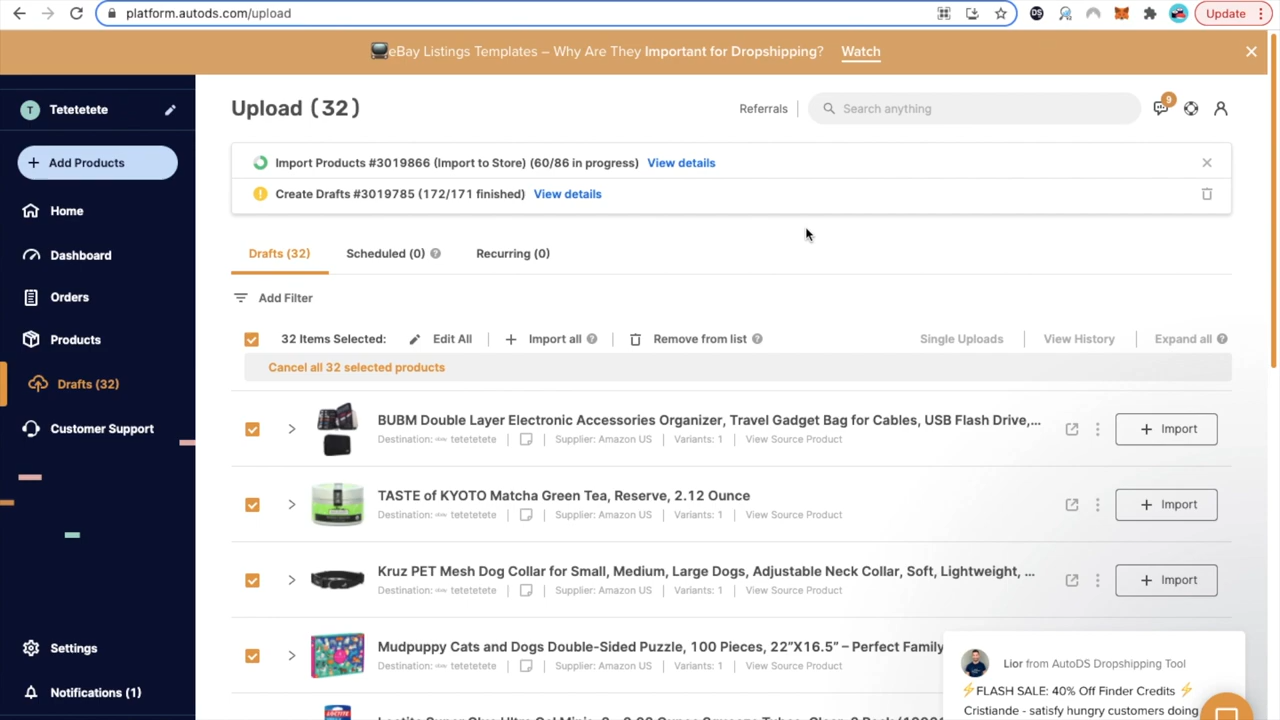 platform.autods.com/upload
DS
Update
eBay Listings Templates – Why Are They Important for Dropshipping? Watch
T Tetetetete
Upload (32)
Referrals
Search anything
9
Add Products
Import Products #3019866 (Import to Store) (60/86 in progress) View details
Create Drafts #3019785 (172/171 finished) View details
Home
Dashboard
Orders
Products
Drafts (32)
Customer Support
Settings
Notifications (1)
Drafts (32) Scheduled (0) ? Recurring (0)
Add Filter
32 Items Selected: Edit All + Import all ? Remove from list ? Single Uploads View History Expand all ?
Cancel all 32 selected products
BUBM Double Layer Electronic Accessories Organizer, Travel Gadget Bag for Cables, USB Flash Drive,...
Destination: tetetetete Supplier: Amazon US Variants: 1 View Source Product
+ Import
TASTE of KYOTO Matcha Green Tea, Reserve, 2.12 Ounce
Destination: tetetetete Supplier: Amazon US Variants: 1 View Source Product
+ Import
Kruz PET Mesh Dog Collar for Small, Medium, Large Dogs, Adjustable Neck Collar, Soft, Lightweight, ...
Destination: tetetetete Supplier: Amazon US Variants: 1 View Source Product
+ Import
Mudpuppy Cats and Dogs Double-Sided Puzzle, 100 Pieces, 22”X16.5” – Perfect Family
Destination: tetetetete Supplier: Amazon US Variants: 1 View Source Product
Lior from AutoDS Dropshipping Tool
⚡FLASH SALE: 40% Off Finder Credits ⚡
Cristiande - satisfy hungry customers doing